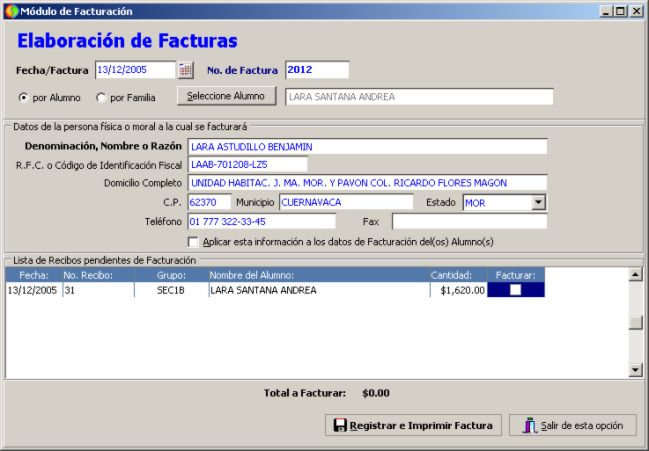 Módulo de Facturación
Elaboración de Facturas
Fecha/Factura 13/12/2005 No. de Factura 2012
por Alumno por Familia Seleccione Alumno LARA SANTANA ANDREA
Datos de la persona física o moral a la cual se facturará
Denominación, Nombre o Razón LARA ASTUDILLO BENJAMIN
R.F.C. o Código de Identificación Fiscal LAAB-701208-LZ5
Domicilio Completo UNIDAD HABITAC. J. MA. MOR. Y PAVON COL. RICARDO FLORES MAGON
C.P. 62370 Municipio CUERNAVACA Estado MOR
Teléfono 01 777 322-33-45 Fax
Aplicar esta información a los datos de Facturación del(os) Alumno(s)
Lista de Recibos pendientes de Facturación
Fecha: No. Recibo: Grupo: Nombre del Alumno: Cantidad: Facturar:
13/12/2005 31 SEC1B LARA SANTANA ANDREA $1,620.00
Total a Facturar: $0.00
Registrar e Imprimir Factura Salir de esta opción